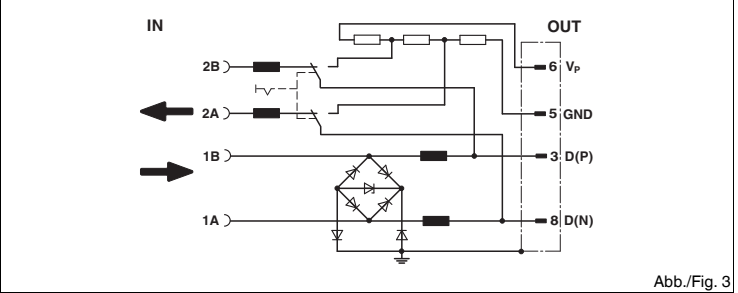 IN
OUT
2B
6 VP
2A
5 GND
1B
3 D(P)
1A
8 D(N)
Abb./Fig. 3